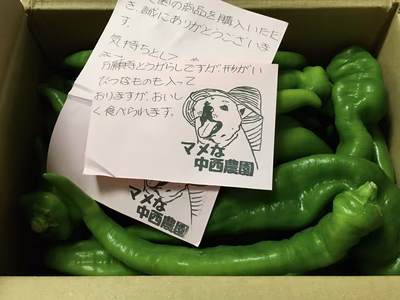 園の商品を購入いただ
き、誠にありがとうございま
す。
気持ちとして
万願寺とうがらしですが、形がい
びつなものも入って
おりますが、おいし
く食べられます。
マメな
中西農園
マメな
中西農園